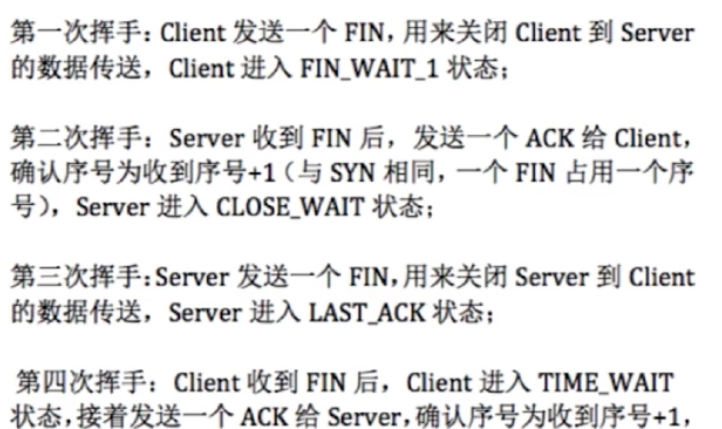 第一次挥手：Client 发送一个 FIN，用来关闭 Client 到 Server
的数据传送，Client 进入 FIN_WAIT_1 状态；
第二次挥手：Server 收到 FIN 后，发送一个 ACK 给 Client，
确认序号为收到序号+1（与 SYN 相同，一个 FIN 占用一个序
号），Server 进入 CLOSE_WAIT 状态；
第三次挥手：Server 发送一个 FIN，用来关闭 Server 到 Client
的数据传送，Server 进入 LAST_ACK 状态；
第四次挥手：Client 收到 FIN 后，Client 进入 TIME_WAIT
状态，接着发送一个 ACK 给 Server，确认序号为收到序号+1，